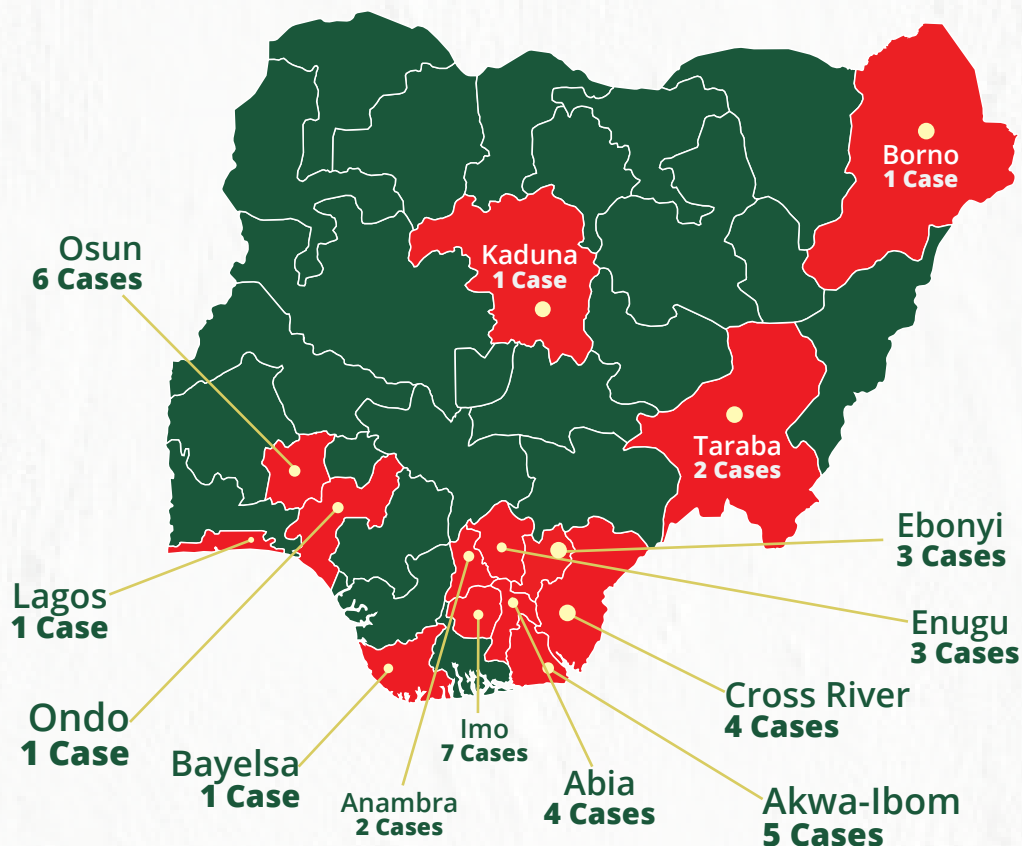 Borno
1 Case
Kaduna
1 Case
Osun
6 Cases
Taraba
2 Cases
Ebonyi
3 Cases
Lagos
1 Case
Enugu
3 Cases
Cross River
4 Cases
Ondo
1 Case
Imo
7 Cases
Bayelsa
1 Case
Abia
4 Cases
Anambra
2 Cases
Akwa-Ibom
5 Cases